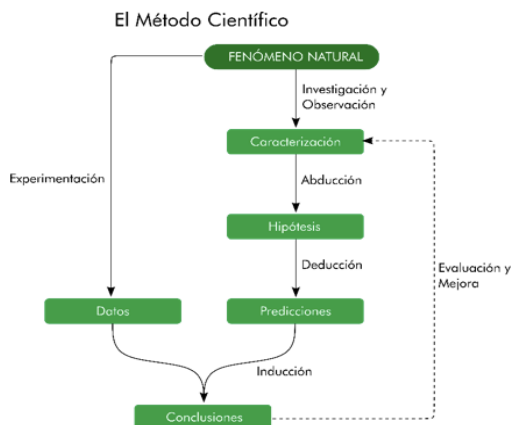 El Método Científico
FENÓMENO NATURAL
Investigación y
Observación
Caracterización
Experimentación
Abducción
Hipótesis
Deducción
Evaluación y
Mejora
Datos
Predicciones
Inducción
Conclusiones